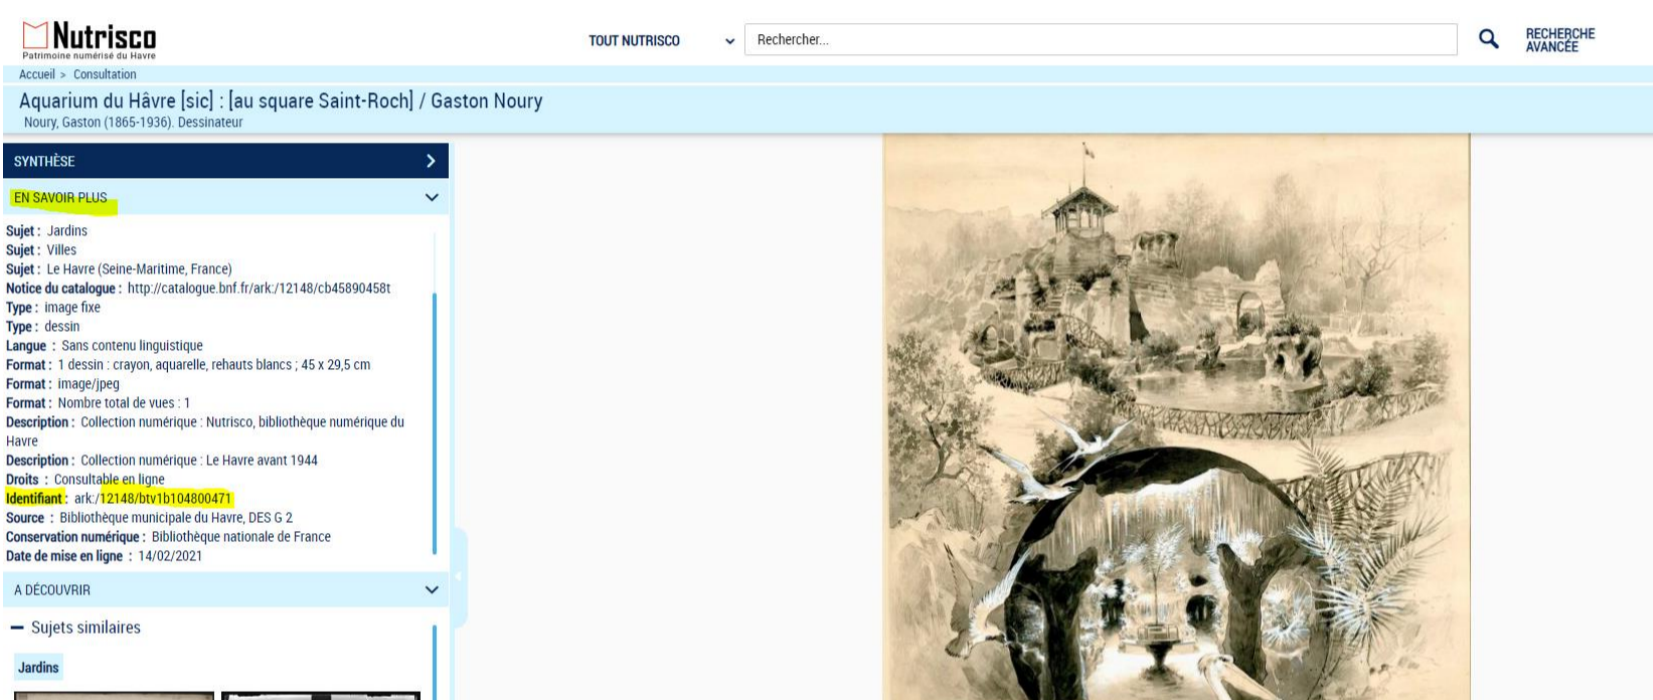 Nutrisco
Patrimoine numérisé du Havre
TOUT NUTRISCO
Rechercher...
RECHERCHE
AVANCÉE
Accueil > Consultation
Aquarium du Hâvre [sic] : [au square Saint-Roch] / Gaston Noury
Noury, Gaston (1865-1936). Dessinateur
SYNTHÈSE
EN SAVOIR PLUS
Sujet : Jardins
Sujet : Villes
Sujet : Le Havre (Seine-Maritime, France)
Notice du catalogue : http://catalogue.bnf.fr/ark:/12148/cb45890458t
Type : image fixe
Type : dessin
Langue : Sans contenu linguistique
Format : 1 dessin : crayon, aquarelle, rehauts blancs ; 45 x 29,5 cm
Format : image/jpeg
Format : Nombre total de vues : 1
Description : Collection numérique : Nutrisco, bibliothèque numérique du
Havre
Description : Collection numérique : Le Havre avant 1944
Droits : Consultable en ligne
Identifiant : ark:/12148/btv1b104800471
Source : Bibliothèque municipale du Havre, DES G 2
Conservation numérique : Bibliothèque nationale de France
Date de mise en ligne : 14/02/2021
A DÉCOUVRIR
Sujets similaires
Jardins